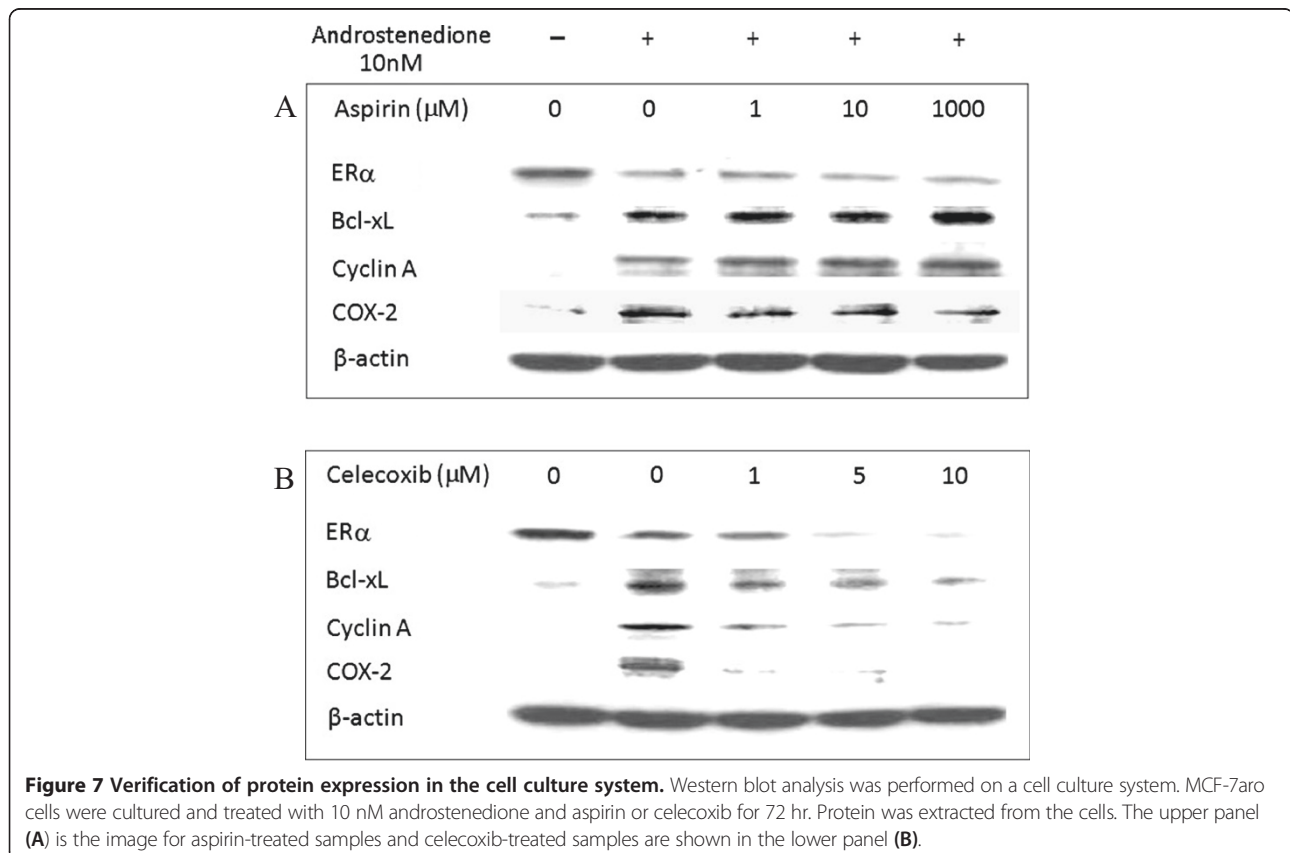 Androstenedione – + + + +
10nM
A Aspirin (µM) 0 0 1 10 1000
ERα
Bcl-xL
Cyclin A
COX-2
β-actin
B Celecoxib (µM) 0 0 1 5 10
ERα
Bcl-xL
Cyclin A
COX-2
β-actin
Figure 7 Verification of protein expression in the cell culture system. Western blot analysis was performed on a cell culture system. MCF-7aro
cells were cultured and treated with 10 nM androstenedione and aspirin or celecoxib for 72 hr. Protein was extracted from the cells. The upper panel
(A) is the image for aspirin-treated samples and celecoxib-treated samples are shown in the lower panel (B).